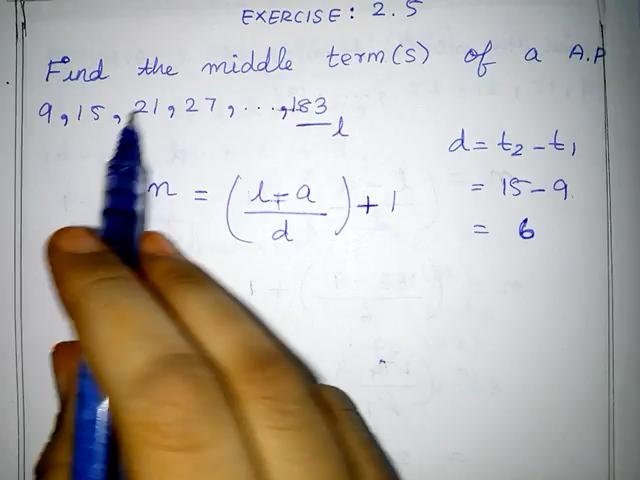 EXERCISE: 2.5
Find the middle term(s) of a A.P
9, 15, 21, 27, ..., 183
l
d = t₂ - t₁
= 15 - 9
= 6
n = (l - a / d) + 1